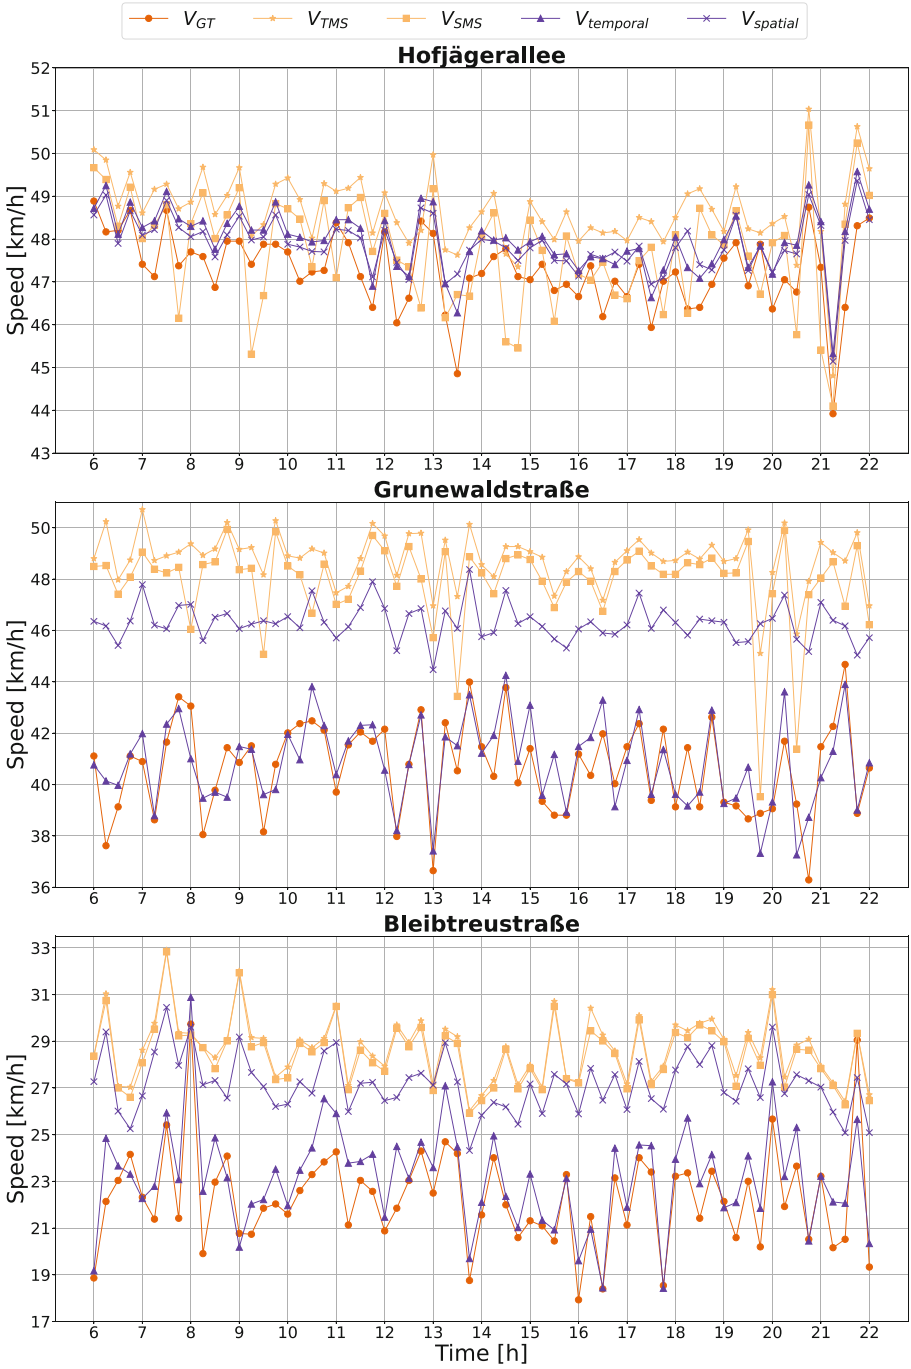 V_GT V_TMS V_SMS V_temporal V_spatial
Hofjägerallee
52
51
50
49
48
47
46
45
44
43
Speed [km/h]
6 7 8 9 10 11 12 13 14 15 16 17 18 19 20 21 22
Grunewaldstraße
50
48
46
44
42
40
38
36
Speed [km/h]
6 7 8 9 10 11 12 13 14 15 16 17 18 19 20 21 22
Bleibtreustraße
33
31
29
27
25
23
21
19
17
Speed [km/h]
6 7 8 9 10 11 12 13 14 15 16 17 18 19 20 21 22
Time [h]